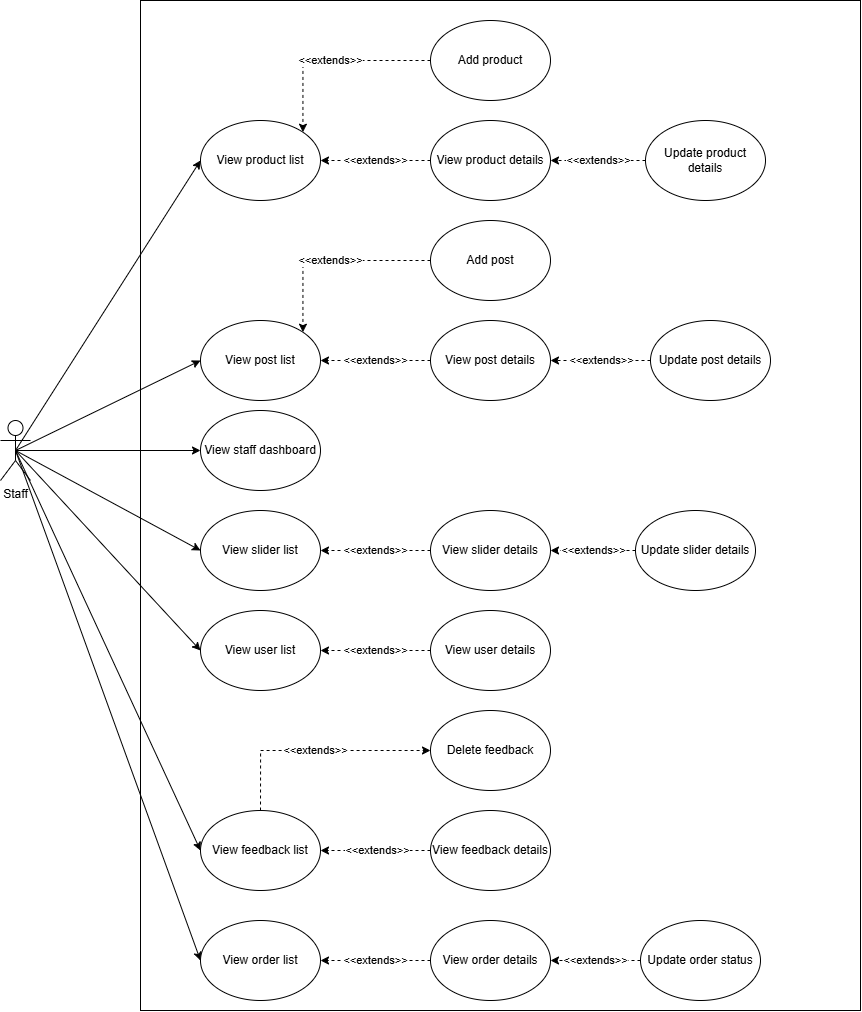 Add product
<<extends>>
View product list
<<extends>>
View product details
<<extends>>
Update product
details
Add post
<<extends>>
View post list
<<extends>>
View post details
<<extends>>
Update post details
View staff dashboard
Staff
View slider list
<<extends>>
View slider details
<<extends>>
Update slider details
View user list
<<extends>>
View user details
<<extends>>
Delete feedback
View feedback list
<<extends>>
View feedback details
View order list
<<extends>>
View order details
<<extends>>
Update order status